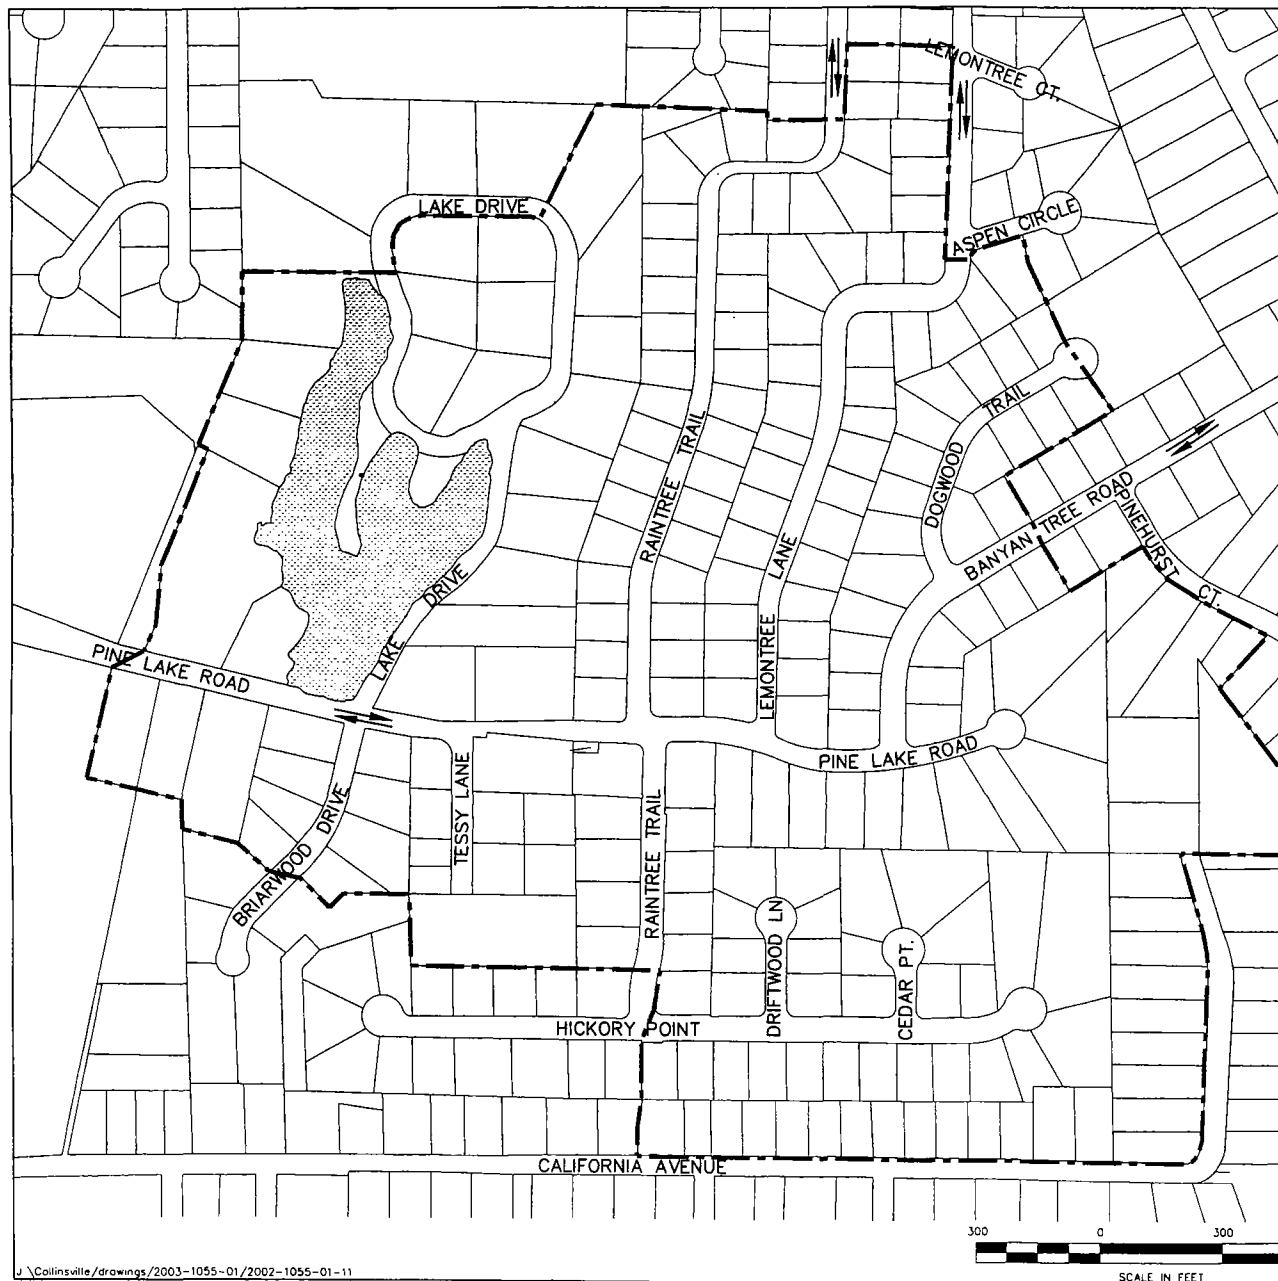 LEMONTREE CT.
LAKE DRIVE
ASPEN CIRCLE
RAINTREE TRAIL
DOGWOOD TRAIL
BANYAN TREE ROAD
PINEHURST CT.
LEMONTREE LANE
LAKE DRIVE
PINE LAKE ROAD
PINE LAKE ROAD
TESSY LANE
BRIARWOOD DRIVE
RAINTREE TRAIL
DRIFTWOOD LN
CEDAR PT.
HICKORY POINT
CALIFORNIA AVENUE
300 0 300
SCALE IN FEET
J:\Collinsville/drawings/2003-1055-01/2002-1055-01-11